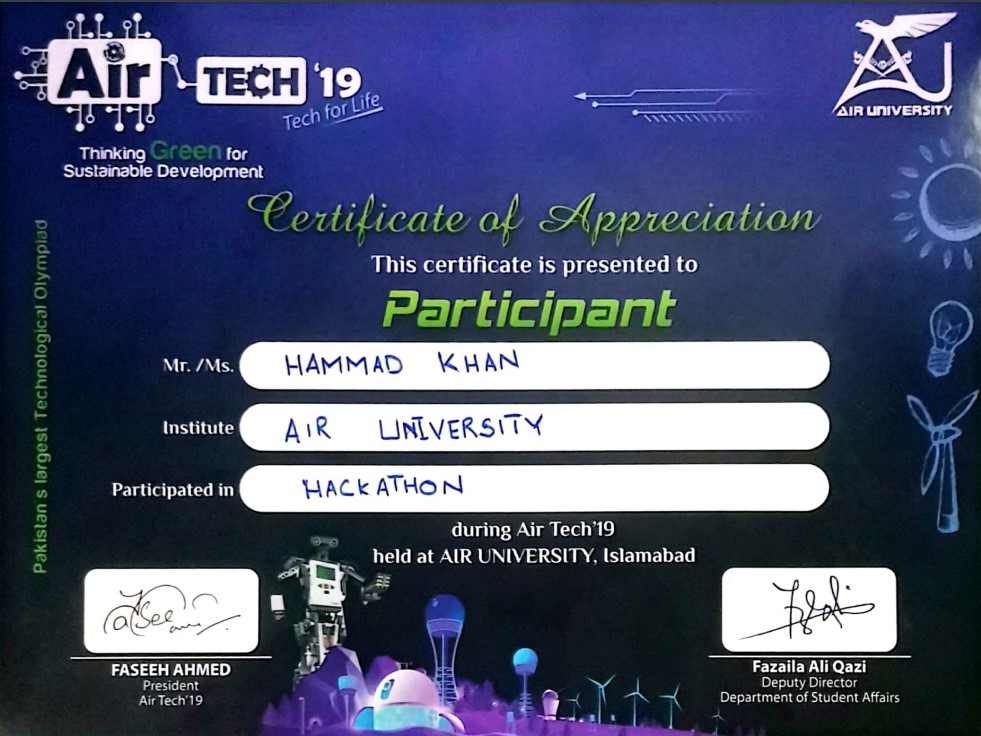 Air TECH '19
Tech for Life
Thinking Green for
Sustainable Development
AIR UNIVERSITY
Pakistan s largest Technological Olympiad
Certificate of Appreciation
This certificate is presented to
Participant
Mr. /Ms. HAMMAD KHAN
Institute AIR UNIVERSITY
Participated in HACKATHON
during Air Tech'19
held at AIR UNIVERSITY, Islamabad
FASEEH AHMED
President
Air Tech'19
Fazaila Ali Qazi
Deputy Director
Department of Student Affairs